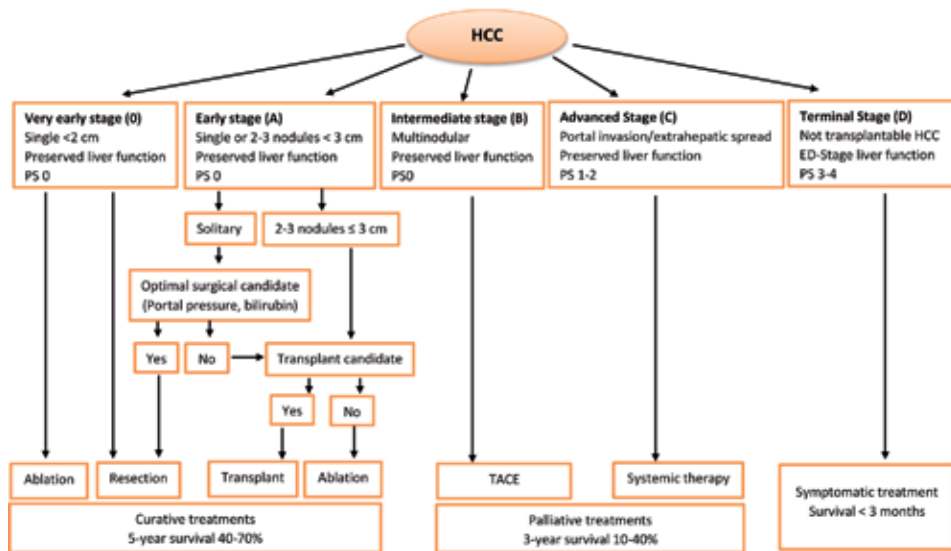 HCC
Very early stage (0)
Single <2 cm
Preserved liver function
PS 0
Early stage (A)
Single or 2-3 nodules < 3 cm
Preserved liver function
PS 0
Intermediate stage (B)
Multinodular
Preserved liver function
PS0
Advanced Stage (C)
Portal invasion/extrahepatic spread
Preserved liver function
PS 1-2
Terminal Stage (D)
Not transplantable HCC
ED-Stage liver function
PS 3-4
Solitary
2-3 nodules ≤ 3 cm
Optimal surgical candidate
(Portal pressure, bilirubin)
Yes
No
Transplant candidate
Yes
No
Ablation
Resection
Transplant
Ablation
TACE
Systemic therapy
Symptomatic treatment
Survival < 3 months
Curative treatments
5-year survival 40-70%
Palliative treatments
3-year survival 10-40%